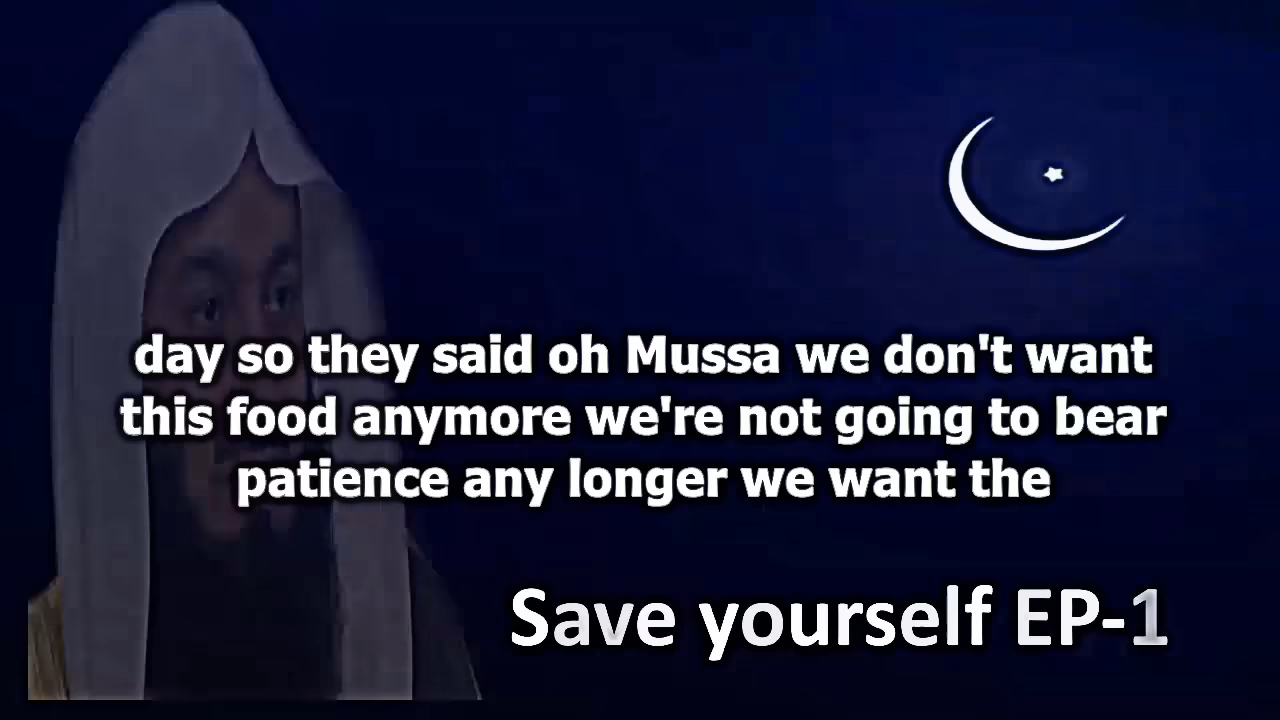 day so they said oh Mussa we don't want
this food anymore we're not going to bear
patience any longer we want the
Save yourself EP-1